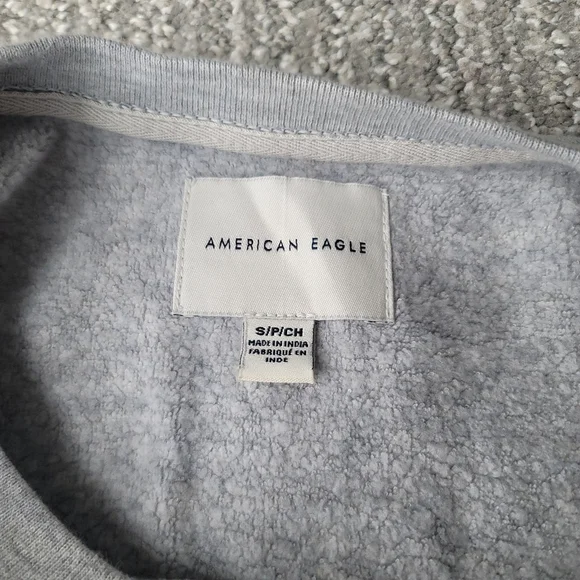 AMERICAN EAGLE
S/P/CH
MADE IN INDIA
FABRIQUÉ EN
INDE